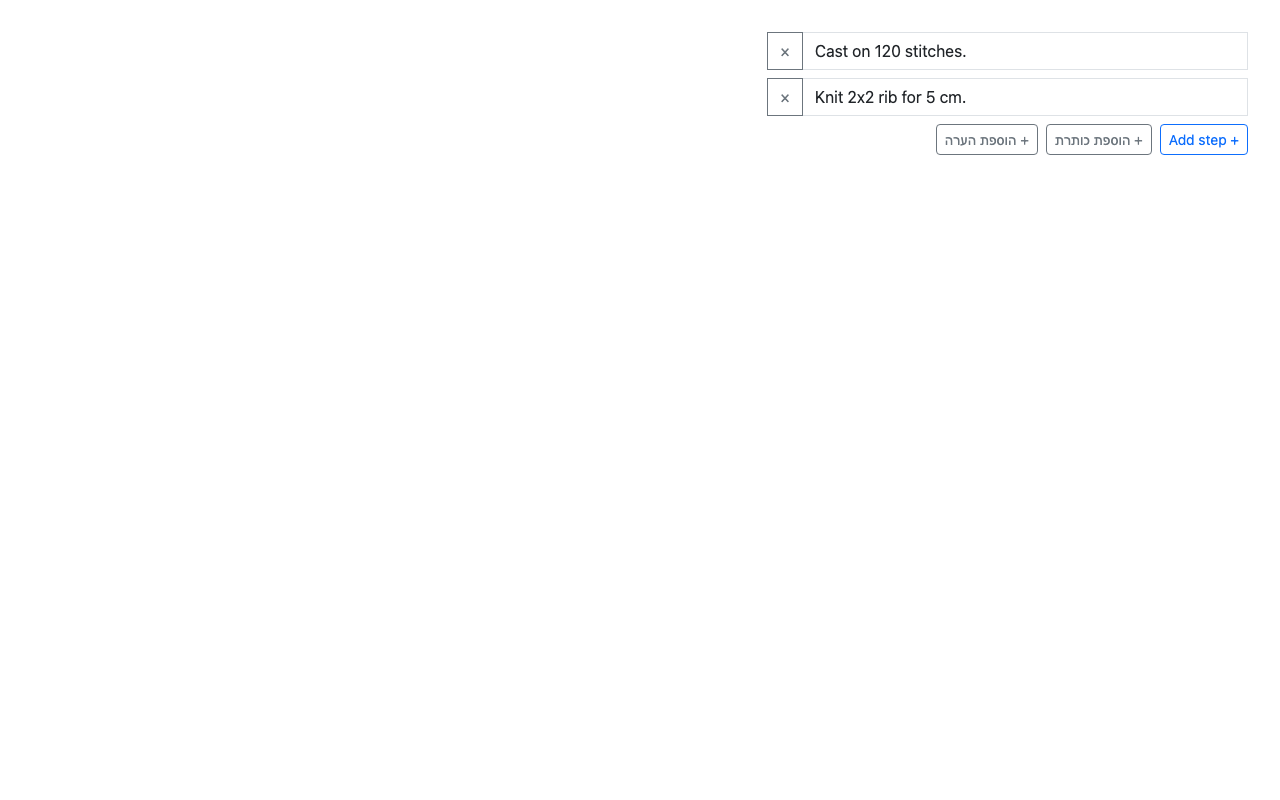 × Cast on 120 stitches.
× Knit 2x2 rib for 5 cm.
Add step +
+ הוספת כותרת
+ הוספת הערה